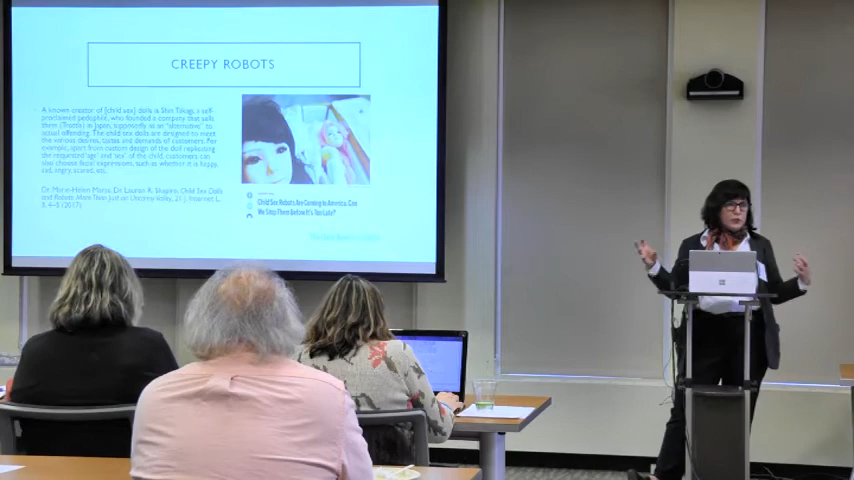 CREEPY ROBOTS
A known creator of [child sex] dolls is Shin Takagi, a self-
proclaimed pedophile, who founded a company that sells
them (Trottla) in Japan, supposedly as an "alternative" to
actual offending. The child sex dolls are designed to meet
the various desires, tastes and demands of customers. For
example, apart from custom design of the doll replicating
the requested 'age' and 'sex' of the child customers can
also choose facial expressions, such as whether it is happy,
sad, angry, scared, etc.
Dr. Marie-Helen Maras, Dr. Lauren R. Shapiro, Child Sex Dolls
and Robots: More Than Just an Uncanny Valley, 21 J. Internet L.
3, 4–5 (2017)
Child Sex Robots Are Coming to America. Can
We Stop Them Before It's Too Late?